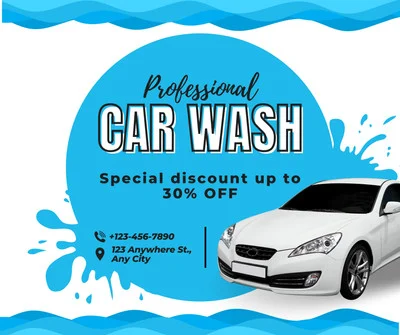 Professional
CAR WASH
Special discount up to
30% OFF
+123-456-7890
123 Anywhere St.,
Any City